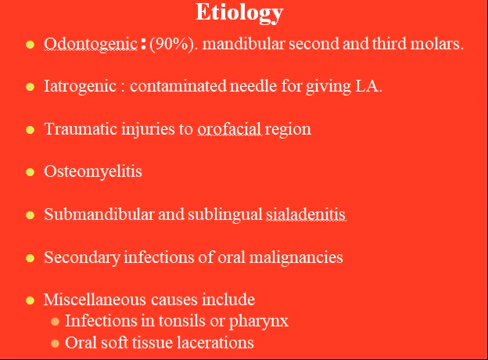 Etiology
Odontogenic : (90%). mandibular second and third molars.
Iatrogenic : contaminated needle for giving LA.
Traumatic injuries to orofacial region
Osteomyelitis
Submandibular and sublingual sialadenitis
Secondary infections of oral malignancies
Miscellaneous causes include
Infections in tonsils or pharynx
Oral soft tissue lacerations